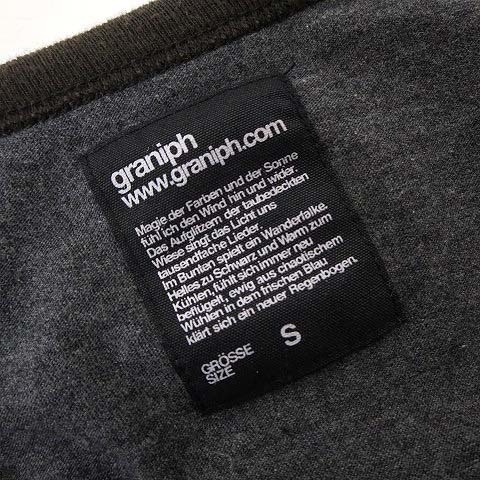 graniph
www.graniph.com
Magie der Farben und der Sonne
fühl ich den Wind hin und wider.
Das Aufglitzern der taubedeckten
Wiese singt das Licht uns
tausendfache Lieder.
Im Bunten spielt ein Wanderfalke.
Helles zu Schwarz und Warm zum
Kühlen, fühlt sich immer neu
beflügelt, ewig aus chaotischem
Wühlen in dem frischen Blau
klärt sich ein neuer Regenbogen.
GRÖSSE
SIZE
S